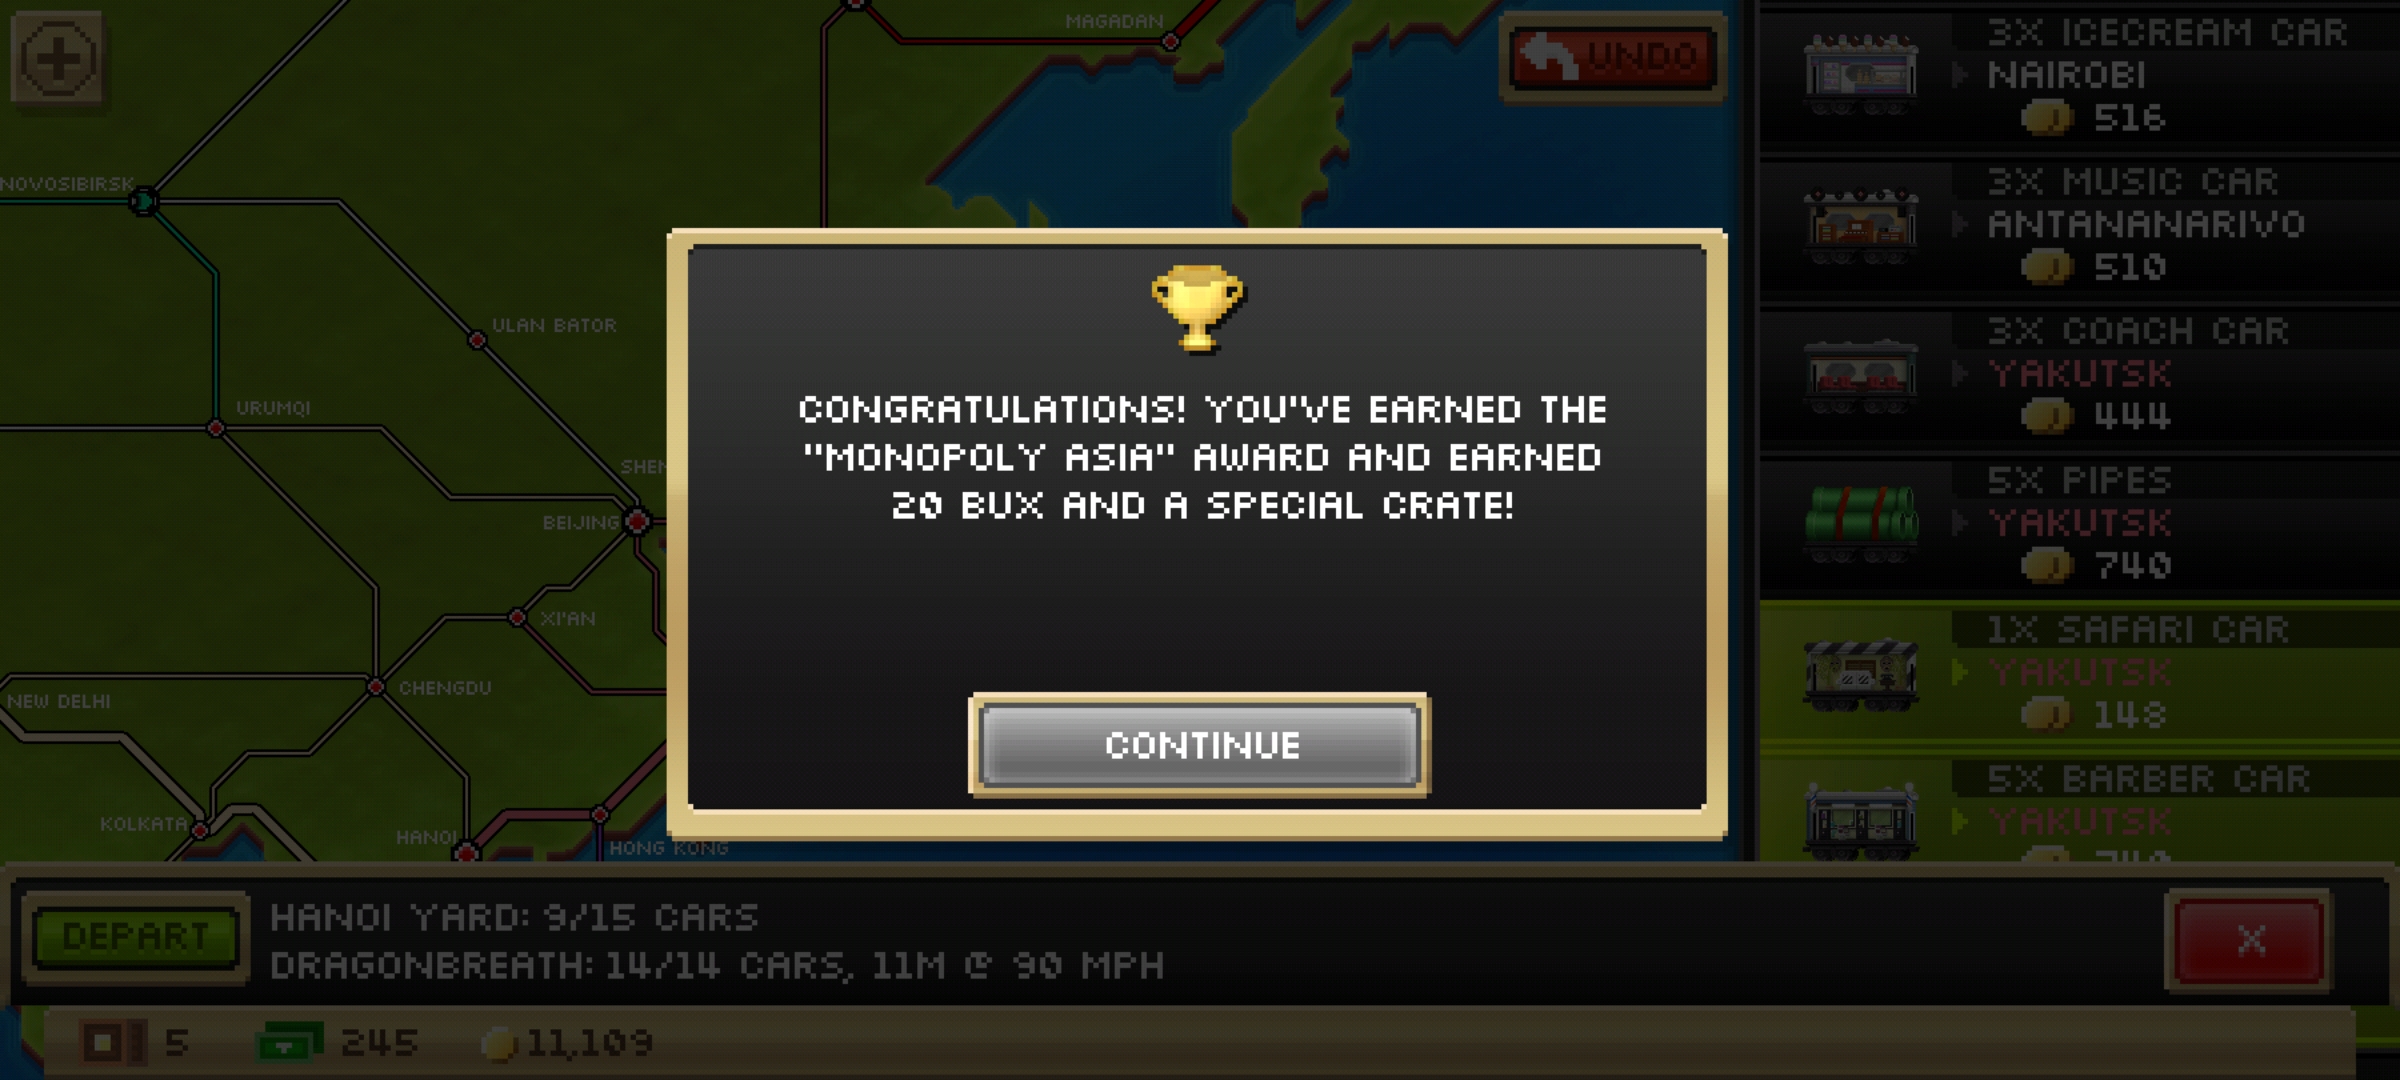 MAGADAN
UNDO
NOVOSIBIRSK
ULAN BATOR
URUMQI
BEIJING
XI'AN
CHENGDU
NEW DELHI
KOLKATA
HANOI
HONG KONG
CONGRATULATIONS! YOU'VE EARNED THE
"MONOPOLY ASIA" AWARD AND EARNED
20 BUX AND A SPECIAL CRATE!
CONTINUE
3X ICECREAM CAR
NAIROBI
516
3X MUSIC CAR
ANTANANARIVO
510
3X COACH CAR
YAKUTSK
444
5X PIPES
YAKUTSK
740
1X SAFARI CAR
YAKUTSK
148
5X BARBER CAR
YAKUTSK
DEPART
HANOI YARD: 9/15 CARS
DRAGONBREATH: 14/14 CARS, 11M @ 90 MPH
X
5
245
11,109